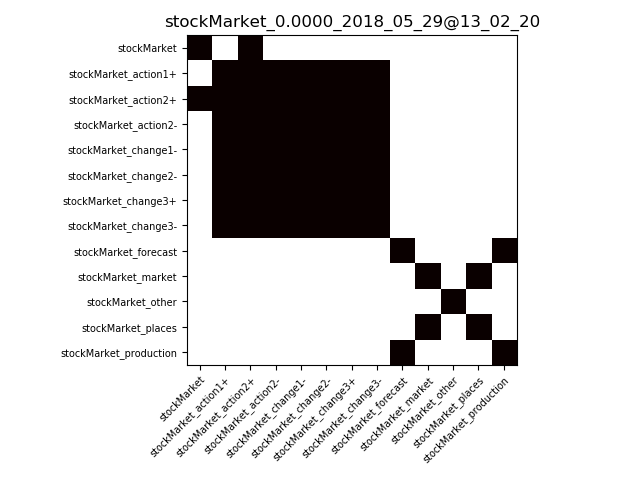 stockMarket_0.0000_2018_05_29@13_02_20
stockMarket
stockMarket_action1+
stockMarket_action2+
stockMarket_action2-
stockMarket_change1-
stockMarket_change2-
stockMarket_change3+
stockMarket_change3-
stockMarket_forecast
stockMarket_market
stockMarket_other
stockMarket_places
stockMarket_production
stockMarket
stockMarket_action1+
stockMarket_action2+
stockMarket_action2-
stockMarket_change1-
stockMarket_change2-
stockMarket_change3+
stockMarket_change3-
stockMarket_forecast
stockMarket_market
stockMarket_other
stockMarket_places
stockMarket_production